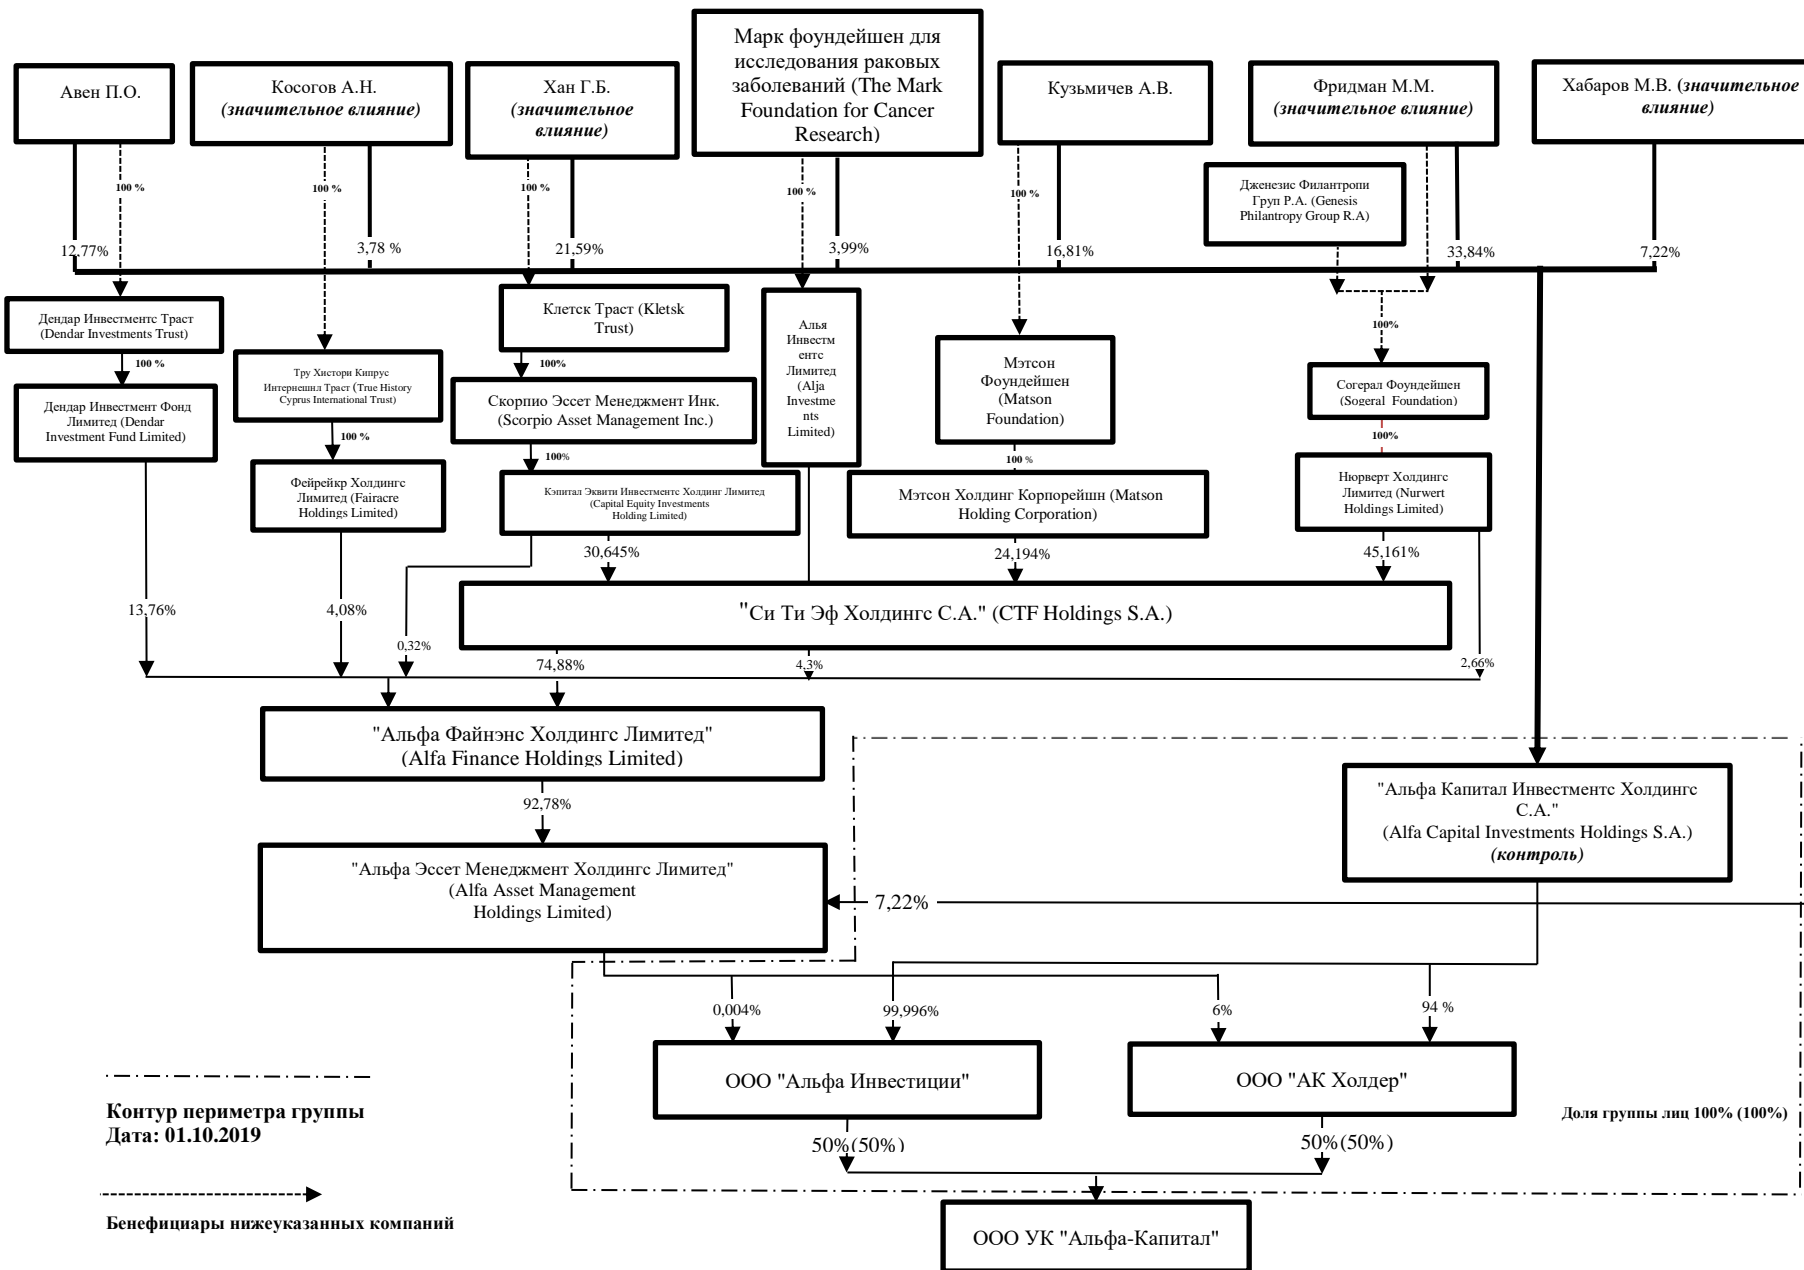 Авен П.О.
Косогов А.Н.
(значительное влияние)
Хан Г.Б.
(значительное
влияние)
Марк фоундейшен для
исследования раковых
заболеваний (The Mark
Foundation for Cancer
Research)
Кузьмичев А.В.
Фридман М.М.
(значительное влияние)
Хабаров М.В. (значительное
влияние)
100 %
100 %
100 %
100 %
100 %
Дженезис Филантропи
Груп Р.А. (Genesis
Philantropy Group R.A)
12,77%
3,78 %
21,59%
3,99%
16,81%
33,84%
7,22%
Дендар Инвестментс Траст
(Dendar Investments Trust)
100 %
Дендар Инвестмент Фонд
Лимитед (Dendar
Investment Fund Limited)
Тру Хистори Кипрус
Интернешнл Траст (True History
Cyprus International Trust)
100 %
Фейрейкр Холдингс
Лимитед (Fairacre
Holdings Limited)
Клетск Траст (Kletsk
Trust)
100%
Скорпио Эссет Менеджмент Инк.
(Scorpio Asset Management Inc.)
100%
Кэпитал Эквити Инвестментс Холдинг Лимитед
(Capital Equity Investments
Holding Limited)
Алья
Инвестм
ентс
Лимитед
(Alja
Investme
nts
Limited)
Мэтсон
Фоундейшен
(Matson
Foundation)
100 %
Мэтсон Холдинг Корпорейшн (Matson
Holding Corporation)
100%
Согерал Фоундейшен
(Sogeral Foundation)
100%
Нюрверт Холдингс
Лимитед (Nurwert
Holdings Limited)
30,645%
24,194%
45,161%
"Си Ти Эф Холдингс С.А." (CTF Holdings S.A.)
13,76%
4,08%
0,32%
74,88%
4,3%
2,66%
"Альфа Файнэнс Холдингс Лимитед"
(Alfa Finance Holdings Limited)
92,78%
"Альфа Эссет Менеджмент Холдингс Лимитед"
(Alfa Asset Management
Holdings Limited)
7,22%
"Альфа Капитал Инвестментс Холдингс
С.А."
(Alfa Capital Investments Holdings S.A.)
(контроль)
0,004%
99,996%
6%
94 %
ООО "Альфа Инвестиции"
ООО "АК Холдер"
50%(50%)
50%(50%)
Доля группы лиц 100% (100%)
ООО УК "Альфа-Капитал"
Контур периметра группы
Дата: 01.10.2019
Бенефициары нижеуказанных компаний